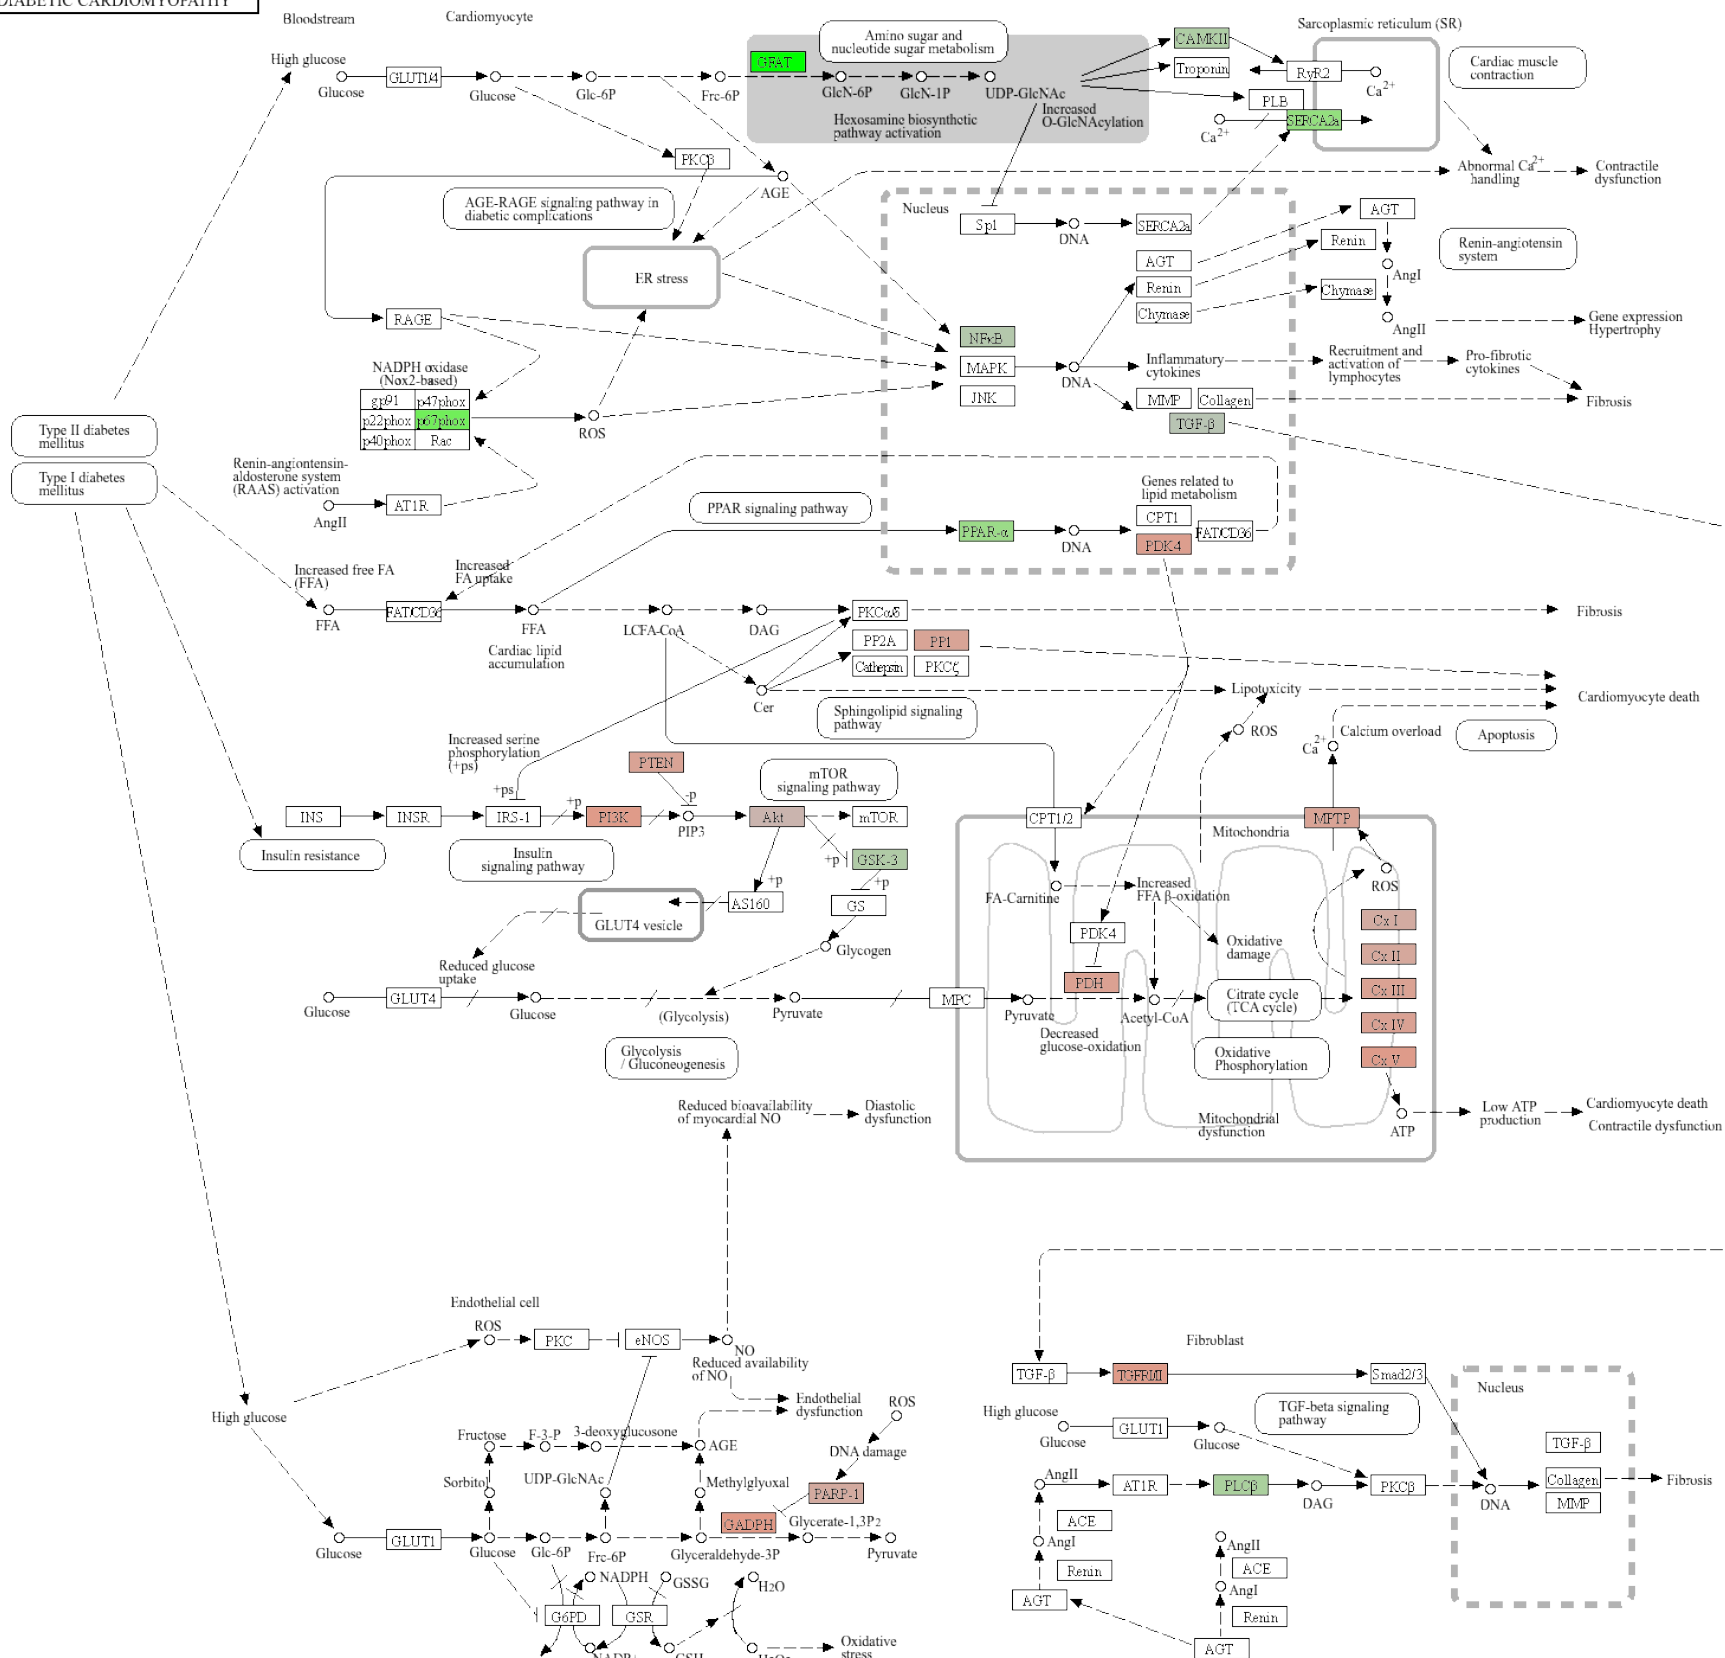 DIABETIC CARDIOMYOPATHY
Bloodstream
Cardiomyocyte
Sarcoplasmic reticulum (SR)
Amino sugar and
nucleotide sugar metabolism
CAMKII
Cardiac muscle
contraction
High glucose
GLUT1/4
GFAT
Troponin
RyR2
Glucose
Glucose
Glc-6P
Frc-6P
GlcN-6P
GlcN-1P
UDP-GlcNAc
Ca2+
PLB
Increased
O-GlcNAcylation
Hexosamine biosynthetic
pathway activation
SERCA2a
Ca2+
PKCβ
Abnormal Ca2+
handling
Contractile
dysfunction
AGE
AGE-RAGE signaling pathway in
diabetic complications
Nucleus
Sp1
DNA
SERCA2a
AGT
Renin
Renin-angiotensin
system
AGT
ER stress
AngI
Renin
Chymase
Chymase
RAGE
AngII
Gene expression
Hypertrophy
NFκB
NADPH oxidase
(Nox2-based)
MAPK
DNA
Inflammatory
cytokines
Recruitment and
activation of
lymphocytes
Pro-fibrotic
cytokines
gp91
p47phox
JNK
MMP
Collagen
Fibrosis
p22phox
p67phox
TGF-β
p40phox
Rac
ROS
Type II diabetes
mellitus
Type I diabetes
mellitus
Renin-angiontensin-
aldosterone system
(RAAS) activation
AngII
AT1R
Genes related to
lipid metabolism
PPAR signaling pathway
CPT1
PPAR-α
DNA
FAT/CD36
PDK4
Increased free FA
(FFA)
Increased
FA uptake
FFA
FAT/CD36
FFA
LCFA-CoA
DAG
PKCα/δ
Fibrosis
Cardiac lipid
accumulation
PP2A
PP1
Cathepsin
PKCζ
Cer
Lipotoxicity
Cardiomyocyte death
Sphingolipid signaling
pathway
ROS
Ca2+
Calcium overload
Apoptosis
Increased serine
phosphorylation
(+ps)
PTEN
mTOR
signaling pathway
+ps
+p
-p
INS
INSR
IRS-1
PI3K
PIP3
Akt
mTOR
CPT1/2
MPTP
Mitochondria
Insulin resistance
Insulin
signaling pathway
+p
GSK-3
+p
+p
ROS
FA-Carnitine
Increased
FFA β-oxidation
AS160
GS
GLUT4 vesicle
Cx I
PDK4
Oxidative
damage
Glycogen
Cx II
Reduced glucose
uptake
PDH
Cx III
Glucose
GLUT4
Glucose
(Glycolysis)
Pyruvate
MPC
Pyruvate
Acetyl-CoA
Citrate cycle
(TCA cycle)
Cx IV
Decreased
glucose-oxidation
Glycolysis
/ Gluconeogenesis
Oxidative
Phosphorylation
Cx V
Reduced bioavailability
of myocardial NO
Diastolic
dysfunction
Mitochondrial
dysfunction
ATP
Low ATP
production
Cardiomyocyte death
Contractile dysfunction
Endothelial cell
ROS
PKC
eNOS
NO
Reduced availability
of NO
Fibroblast
TGF-β
TGFRI/II
Smad2/3
Nucleus
Endothelial
dysfunction
ROS
TGF-beta signaling
pathway
High glucose
High glucose
Glucose
GLUT1
Glucose
Fructose
F-3-P
3-deoxyglucosone
AGE
DNA damage
TGF-β
Sorbitol
UDP-GlcNAc
Methylglyoxal
PARP-1
AngII
AT1R
PLCβ
DAG
PKCβ
DNA
Collagen
Fibrosis
MMP
GADPH
Glycerate-1,3P2
ACE
Glucose
GLUT1
Glucose
Glc-6P
Frc-6P
Glyceraldehyde-3P
Pyruvate
AngI
AngII
Renin
ACE
NADPH
GSSG
H2O
AngI
AGT
Renin
G6PD
GSR
Oxidative
stress
AGT
NADP+
GSH
H2O2